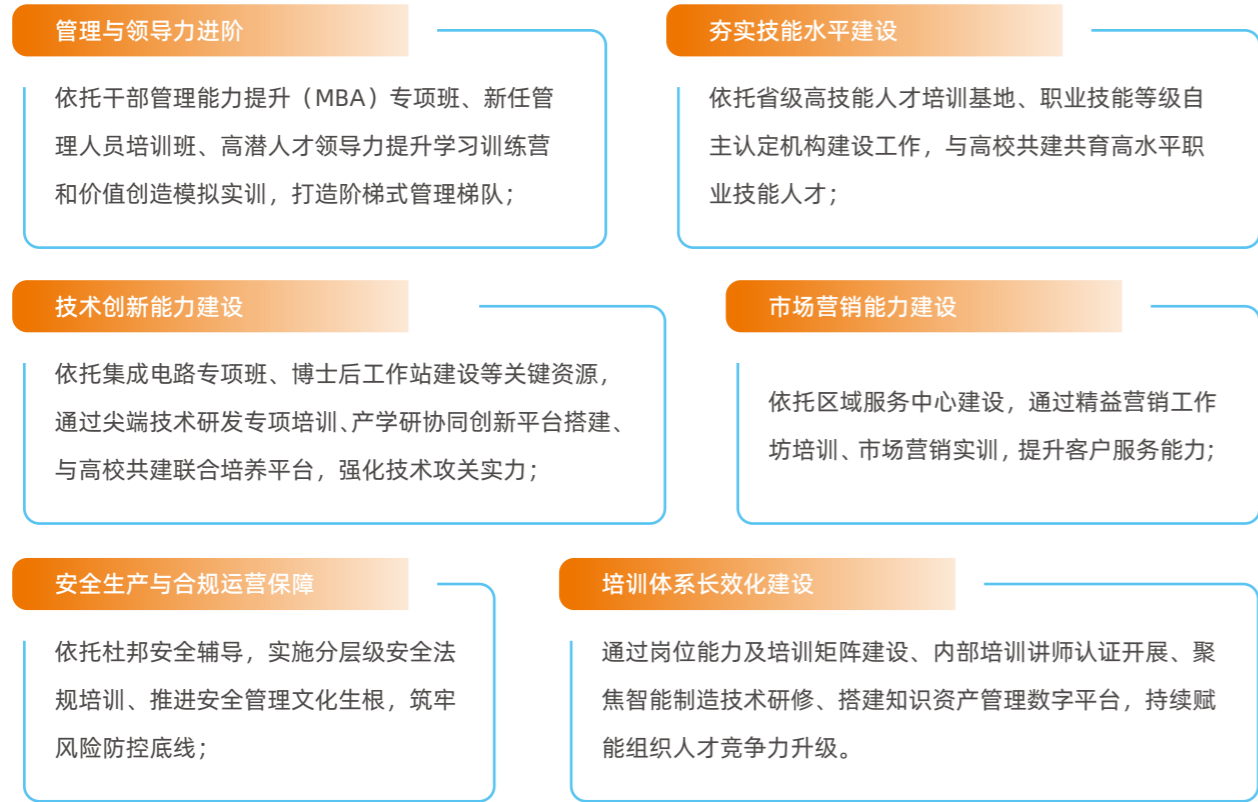 管理与领导力进阶
依托干部管理能力提升（MBA）专项班、新任管
理人员培训班、高潜人才领导力提升学习训练营
和价值创造模拟实训，打造阶梯式管理梯队；
夯实技能水平建设
依托省级高技能人才培训基地、职业技能等级自
主认定机构建设工作，与高校共建共育高水平职
业技能人才；
技术创新能力建设
依托集成电路专项班、博士后工作站建设等关键资源，
通过尖端技术研发专项培训、产学研协同创新平台搭建、
与高校共建联合培养平台，强化技术攻关实力；
市场营销能力建设
依托区域服务中心建设，通过精益营销工作
坊培训、市场营销实训，提升客户服务能力；
安全生产与合规运营保障
依托杜邦安全辅导，实施分层级安全法
规培训、推进安全管理文化生根，筑牢
风险防控底线；
培训体系长效化建设
通过岗位能力及培训矩阵建设、内部培训讲师认证开展、聚
焦智能制造技术研修、搭建知识资产管理数字平台，持续赋
能组织人才竞争力升级。